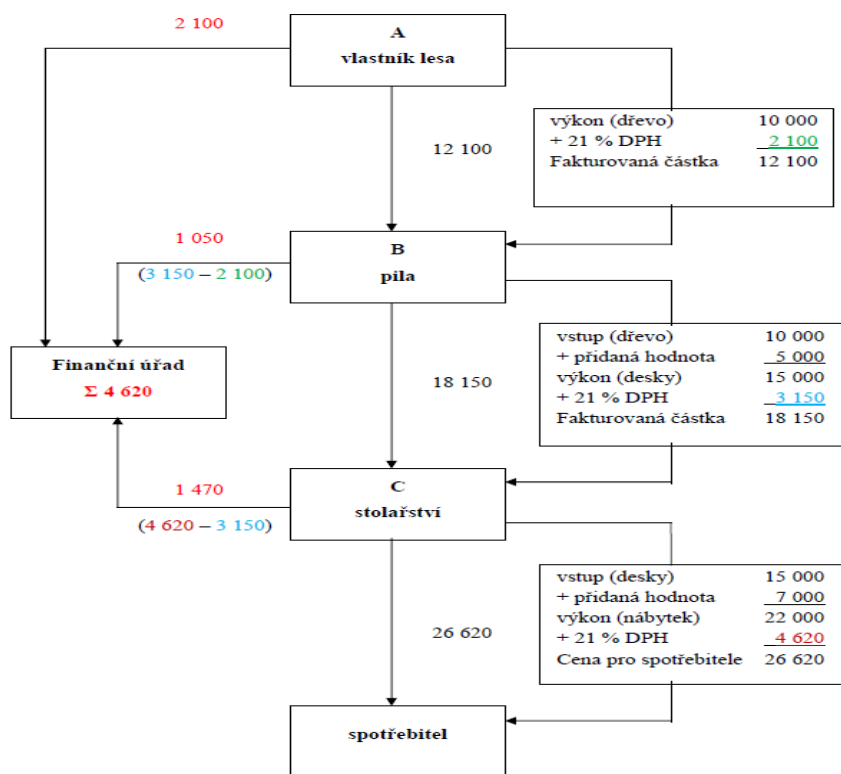 2 100
A
vlastník lesa
výkon (dřevo) 10 000
+ 21 % DPH 2 100
Fakturovaná částka 12 100
12 100
1 050
(3 150 – 2 100)
B
pila
vstup (dřevo) 10 000
+ přidaná hodnota 5 000
výkon (desky) 15 000
+ 21 % DPH 3 150
Fakturovaná částka 18 150
Finanční úřad
Σ 4 620
18 150
1 470
(4 620 – 3 150)
C
stolařství
vstup (desky) 15 000
+ přidaná hodnota 7 000
výkon (nábytek) 22 000
+ 21 % DPH 4 620
Cena pro spotřebitele 26 620
26 620
spotřebitel